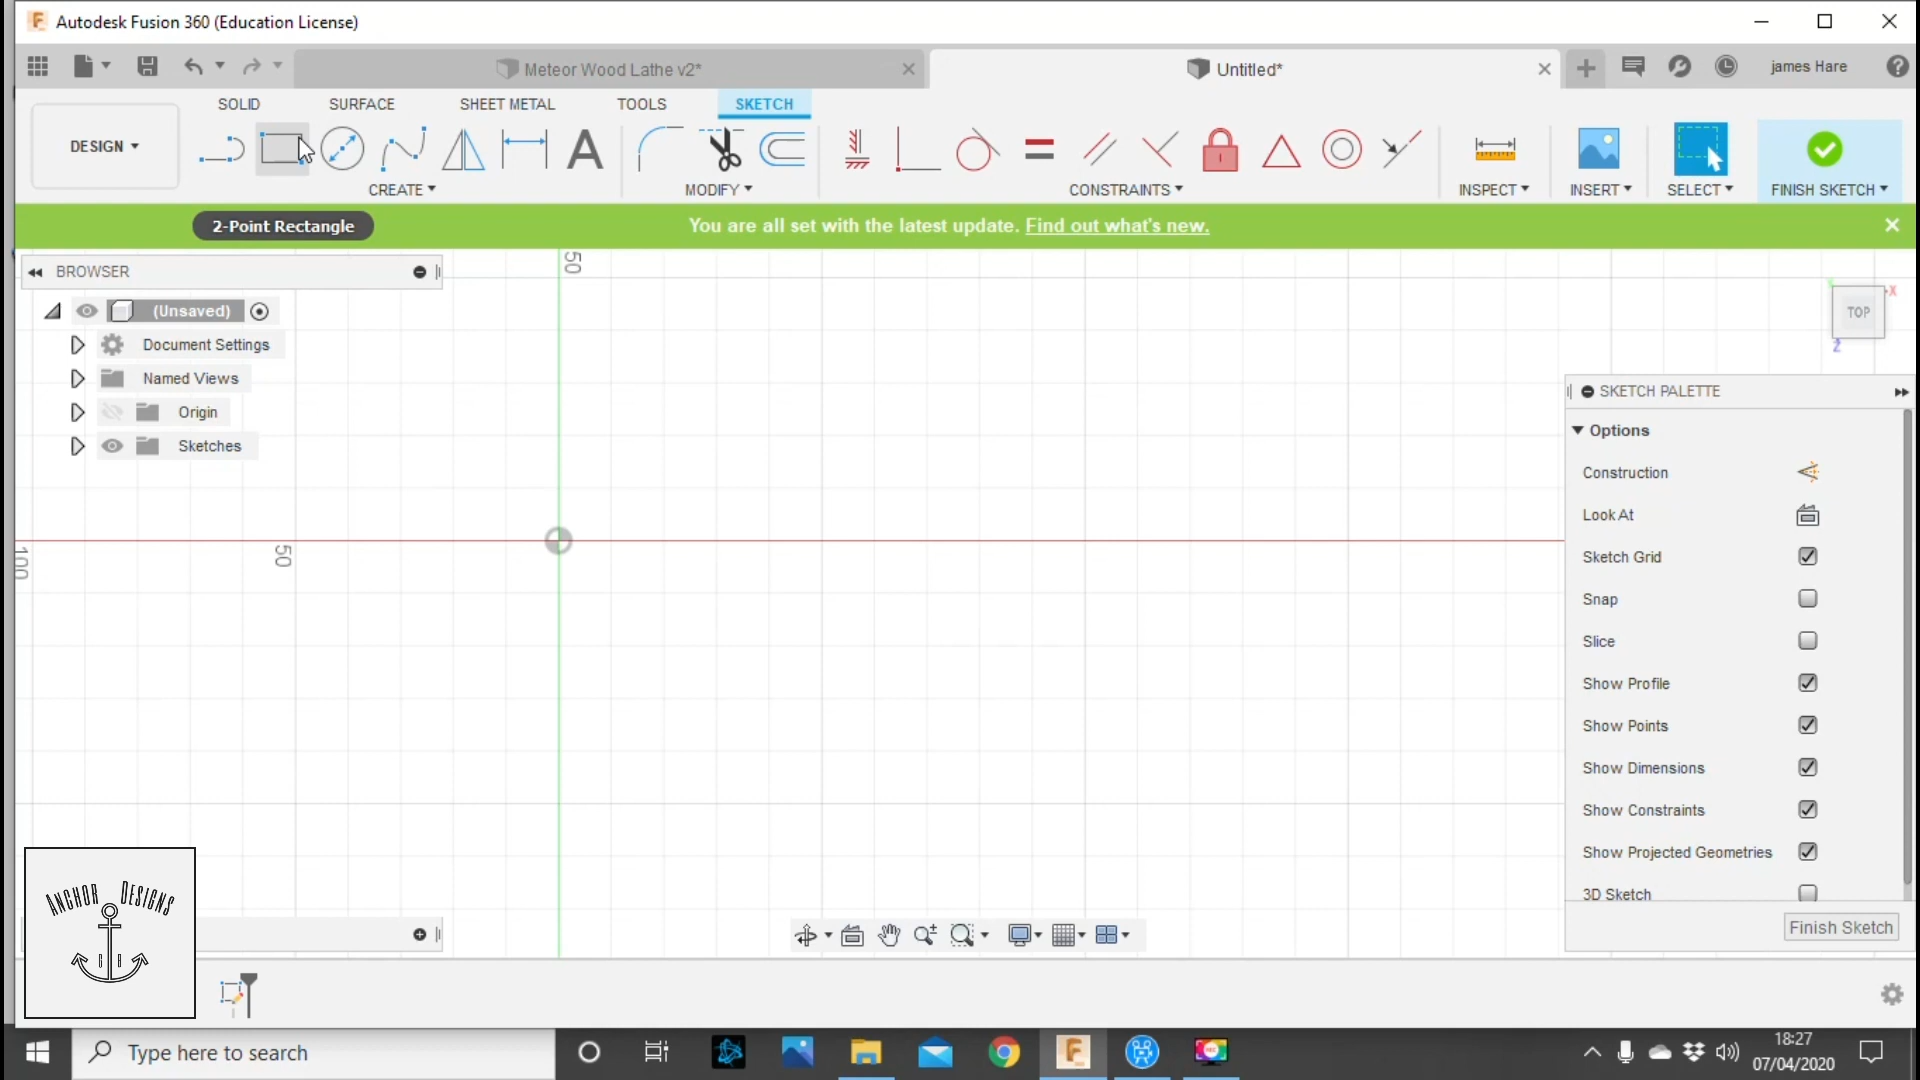 Autodesk Fusion 360 (Education License)
Meteor Wood Lathe v2*
Untitled*
james Hare
SOLID
SURFACE
SHEET METAL
TOOLS
SKETCH
DESIGN
CREATE
MODIFY
CONSTRAINTS
INSPECT
INSERT
SELECT
FINISH SKETCH
2-Point Rectangle
You are all set with the latest update. Find out what's new.
BROWSER
(Unsaved)
Document Settings
Named Views
Origin
Sketches
50
50
100
TOP
X
Z
SKETCH PALETTE
Options
Construction
Look At
Sketch Grid
Snap
Slice
Show Profile
Show Points
Show Dimensions
Show Constraints
Show Projected Geometries
3D Sketch
Finish Sketch
ANCHOR DESIGNS
Type here to search
18:27
07/04/2020